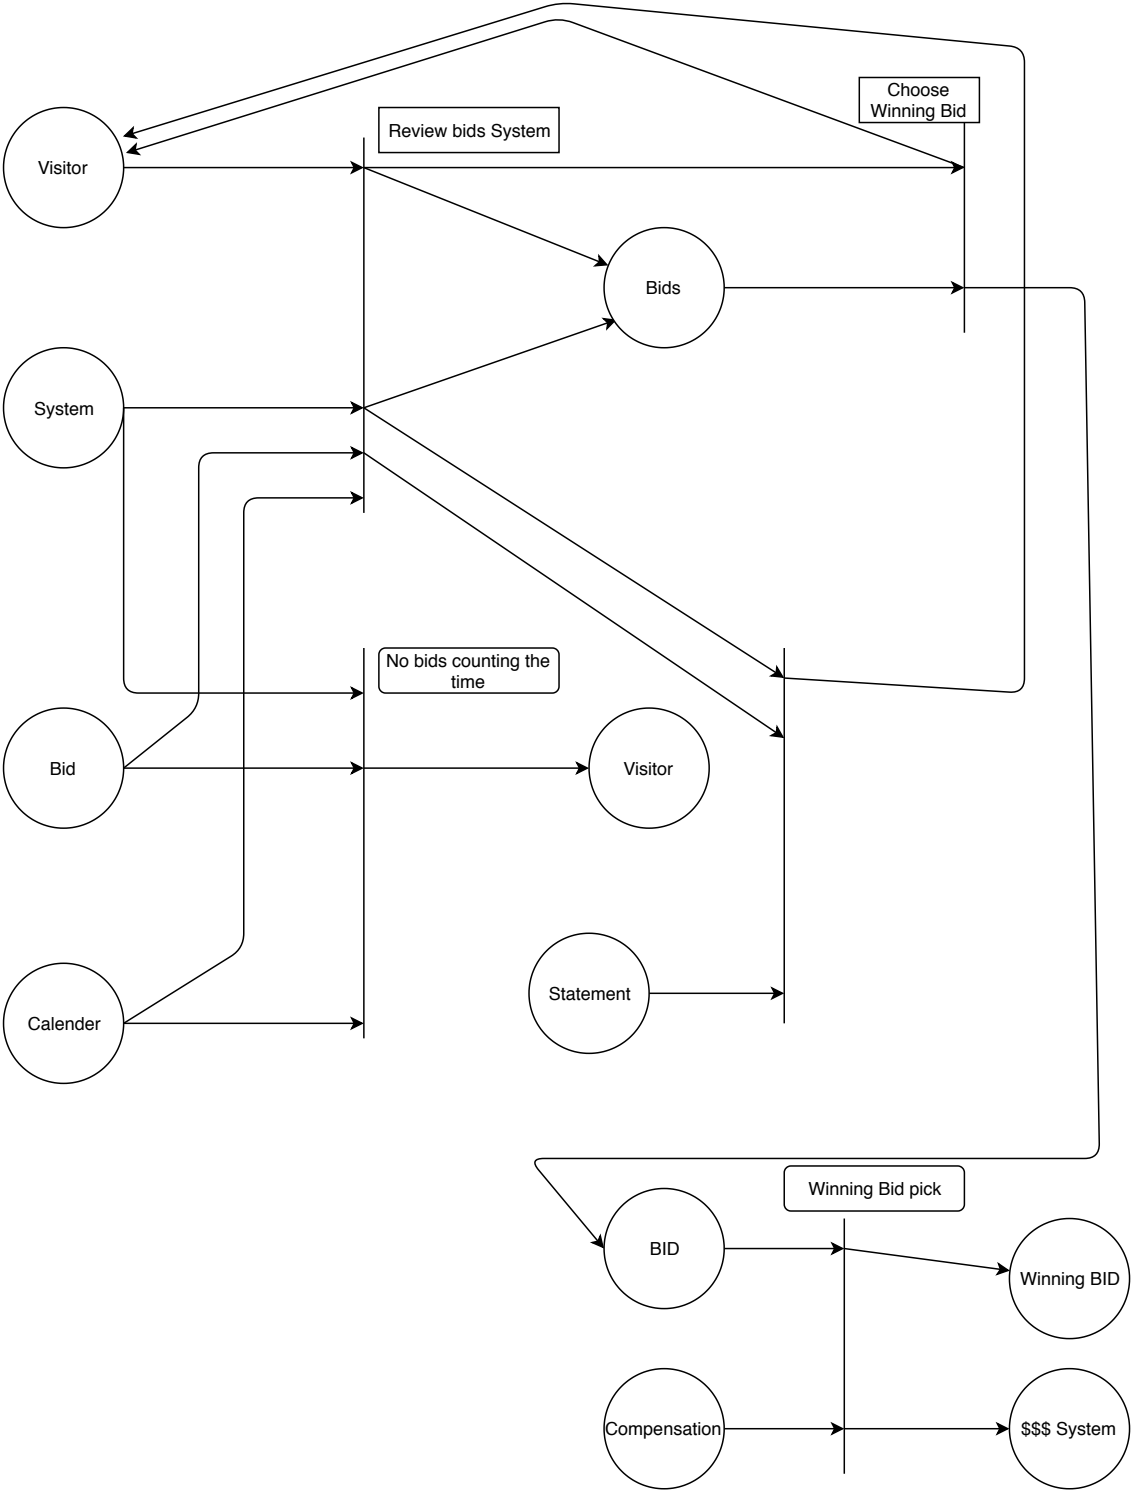 Choose
Winning Bid
Review bids System
Visitor
Bids
System
No bids counting the
time
Bid
Visitor
Statement
Calender
Winning Bid pick
BID
Winning BID
Compensation
$$$ System